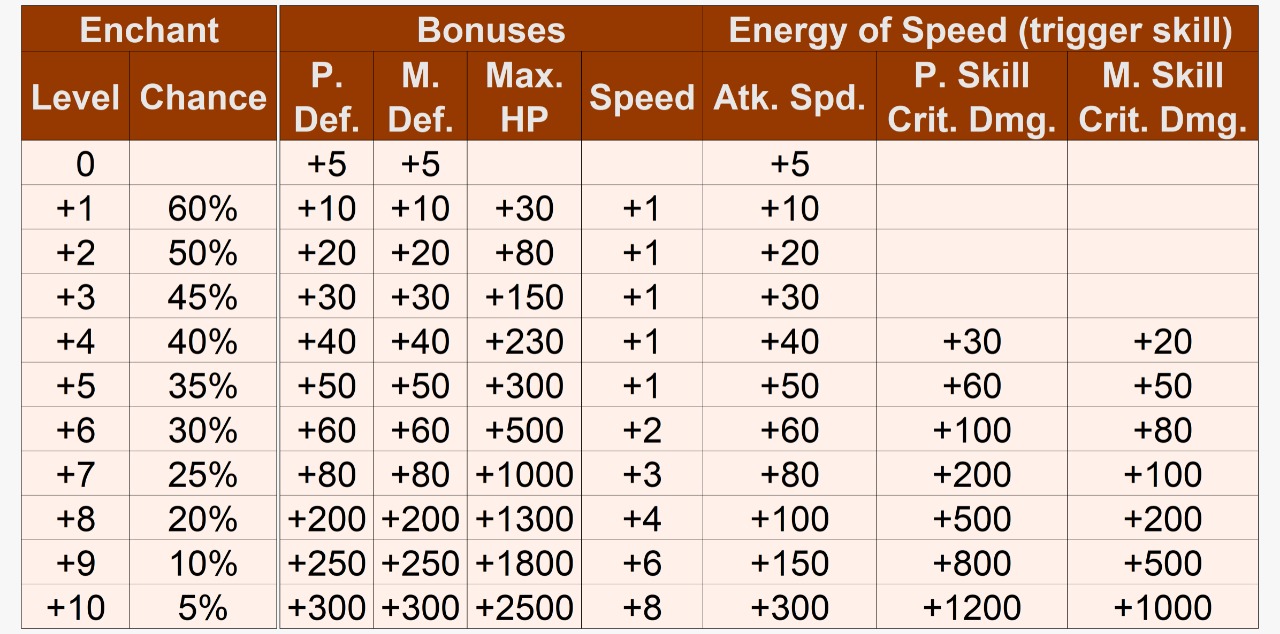 Enchant Bonuses Energy of Speed (trigger skill)
Level Chance P. Def. M. Def. Max. HP Speed Atk. Spd. P. Skill Crit. Dmg. M. Skill Crit. Dmg.
0 +5 +5 +5
+1 60% +10 +10 +30 +1 +10
+2 50% +20 +20 +80 +1 +20
+3 45% +30 +30 +150 +1 +30
+4 40% +40 +40 +230 +1 +40 +30 +20
+5 35% +50 +50 +300 +1 +50 +60 +50
+6 30% +60 +60 +500 +2 +60 +100 +80
+7 25% +80 +80 +1000 +3 +80 +200 +100
+8 20% +200 +200 +1300 +4 +100 +500 +200
+9 10% +250 +250 +1800 +6 +150 +800 +500
+10 5% +300 +300 +2500 +8 +300 +1200 +1000